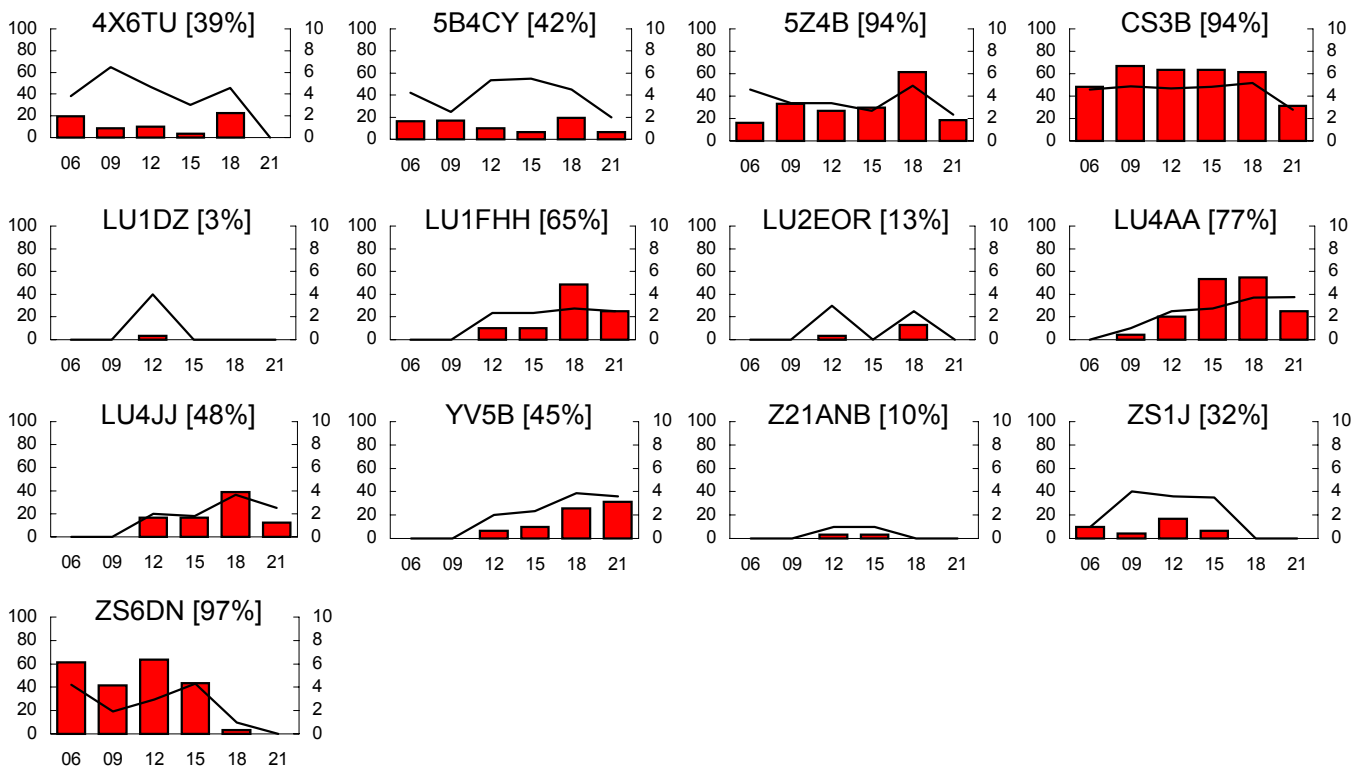 4X6TU [39%] 5B4CY [42%] 5Z4B [94%] CS3B [94%]
100 10 100 10 100 10 100 10
80 8 80 8 80 8 80 8
60 6 60 6 60 6 60 6
40 4 40 4 40 4 40 4
20 2 20 2 20 2 20 2
0 0 0 0 0 0 0 0
06 09 12 15 18 21 06 09 12 15 18 21 06 09 12 15 18 21 06 09 12 15 18 21
LU1DZ [3%] LU1FHH [65%] LU2EOR [13%] LU4AA [77%]
100 10 100 10 100 10 100 10
80 8 80 8 80 8 80 8
60 6 60 6 60 6 60 6
40 4 40 4 40 4 40 4
20 2 20 2 20 2 20 2
0 0 0 0 0 0 0 0
06 09 12 15 18 21 06 09 12 15 18 21 06 09 12 15 18 21 06 09 12 15 18 21
LU4JJ [48%] YV5B [45%] Z21ANB [10%] ZS1J [32%]
100 10 100 10 100 10 100 10
80 8 80 8 80 8 80 8
60 6 60 6 60 6 60 6
40 4 40 4 40 4 40 4
20 2 20 2 20 2 20 2
0 0 0 0 0 0 0 0
06 09 12 15 18 21 06 09 12 15 18 21 06 09 12 15 18 21 06 09 12 15 18 21
ZS6DN [97%]
100 10
80 8
60 6
40 4
20 2
0 0
06 09 12 15 18 21